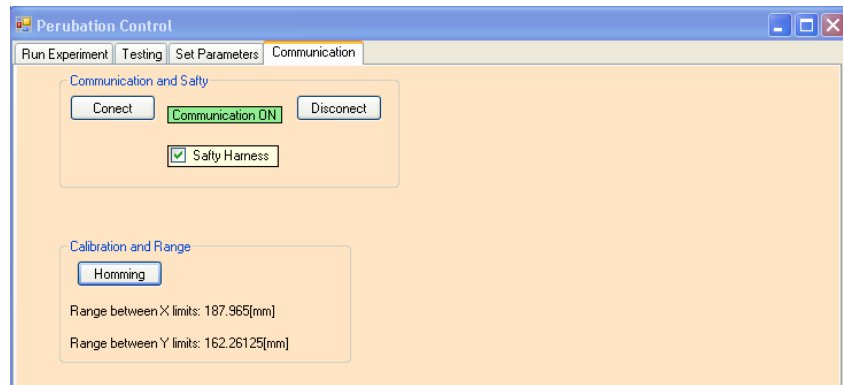 Perubation Control
Run Experiment Testing Set Parameters Communication
Communication and Safty
Conect Communication ON Disconect
Safty Harness
Calibration and Range
Homming
Range between X limits: 187.965[mm]
Range between Y limits: 162.26125[mm]